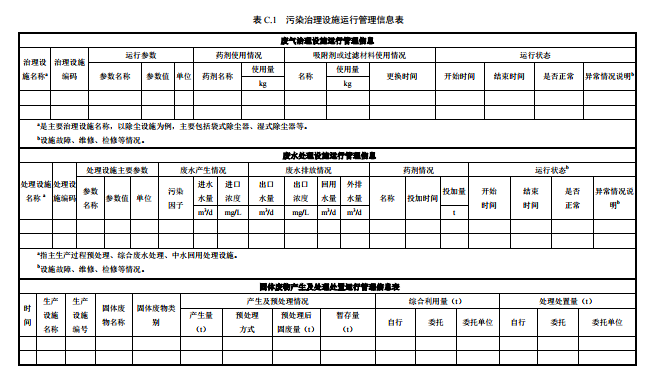 表 C.1 污染治理设施运行管理信息表
废气治理设施运行管理信息
治理设施名称a 治理设施编码 运行参数 药剂使用情况 吸附剂或过滤材料使用情况 运行状态
参数名称 参数值 单位 药剂名称 使用量 名称 使用量 更换时间 开始时间 结束时间 是否正常 异常情况说明b
kg kg
a是主要治理设施名称，以除尘设施为例，主要包括袋式除尘器、湿式除尘器等。
b设施故障、维修、检修等情况。
废水处理设施运行管理信息
处理设施名称a 处理设施编码 处理设施主要参数 废水产生情况 废水排放情况 药剂情况 运行状态b
参数名称 参数值 单位 污染因子 进水水量 进口浓度 出口水量 出口浓度 回用水量 外排水量 名称 投加时间 投加量 开始时间 结束时间 是否正常 异常情况说明b
m³/d mg/L m³/d mg/L m³/d m³/d t
a指主生产过程预处理、综合废水处理、中水回用处理设施。
b设施故障、维修、检修等情况。
固体废物产生及处理处置运行管理信息表
时间 生产设施名称 生产设施编号 固体废物名称 固体废物类别 产生及预处理情况 综合利用量（t） 处理处置量（t）
产生量（t） 预处理方式 预处理后固废量（t） 暂存量（t） 自行 委托 委托单位 自行 委托 委托单位